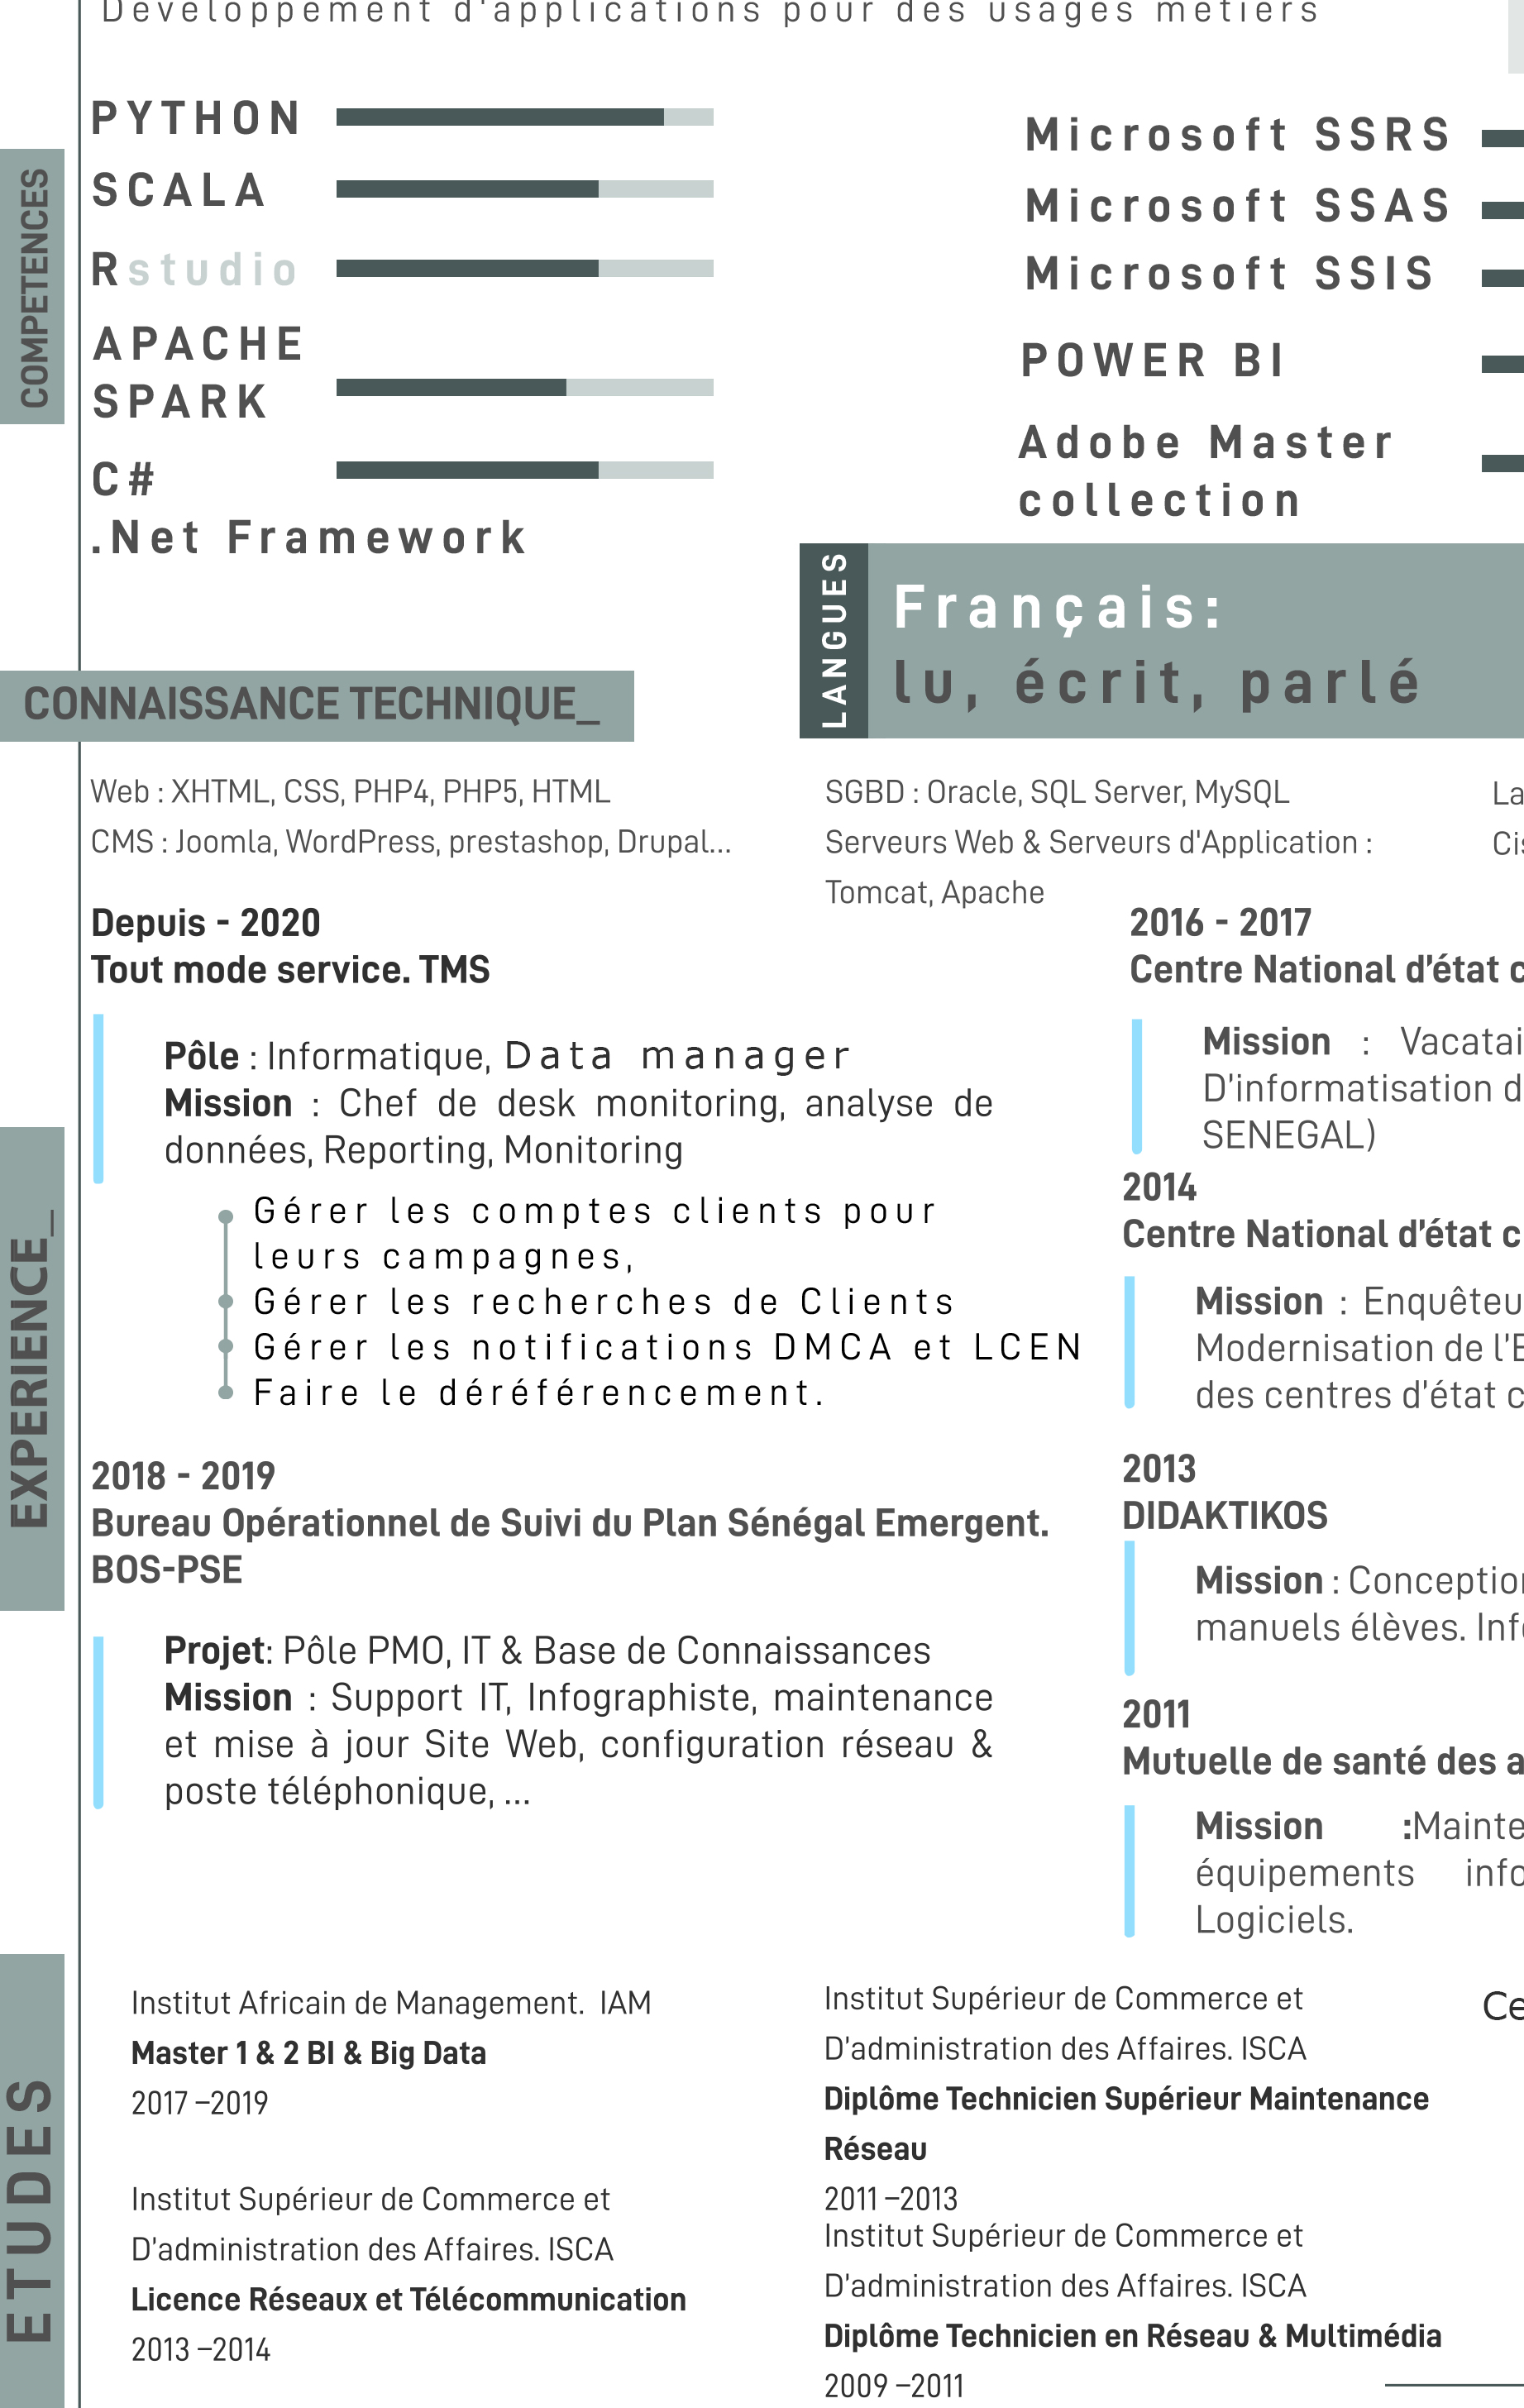 Développement d'applications pour des usages métiers
COMPETENCES
PYTHON
SCALA
Rstudio
APACHE
SPARK
C#
.Net Framework
Microsoft SSRS
Microsoft SSAS
Microsoft SSIS
POWER BI
Adobe Master
collection
LANGUES
Français:
lu, écrit, parlé
CONNAISSANCE TECHNIQUE_
Web : XHTML, CSS, PHP4, PHP5, HTML
CMS : Joomla, WordPress, prestashop, Drupal...
SGBD : Oracle, SQL Server, MySQL
Serveurs Web & Serveurs d'Application :
Tomcat, Apache
EXPERIENCE_
Depuis - 2020
Tout mode service. TMS
Pôle : Informatique, Data manager
Mission : Chef de desk monitoring, analyse de
données, Reporting, Monitoring
Gérer les comptes clients pour
leurs campagnes,
Gérer les recherches de Clients
Gérer les notifications DMCA et LCEN
Faire le déréférencement.
2018 - 2019
Bureau Opérationnel de Suivi du Plan Sénégal Emergent.
BOS-PSE
Projet: Pôle PMO, IT & Base de Connaissances
Mission : Support IT, Infographiste, maintenance
et mise à jour Site Web, configuration réseau &
poste téléphonique, ...
2016 - 2017
Centre National d’état
Mission :
D’informatisation
SENEGAL)
2014
Centre National d’état
Mission :
Modernisation de
des centres d’état
2013
DIDAKTIKOS
Mission :
manuels élèves.
2011
Mutuelle de santé des
Mission :
équipements
Logiciels.
ETUDES
Institut Africain de Management. IAM
Master 1 & 2 BI & Big Data
2017 –2019
Institut Supérieur de Commerce et
D’administration des Affaires. ISCA
Licence Réseaux et Télécommunication
2013 –2014
Institut Supérieur de Commerce et
D’administration des Affaires. ISCA
Diplôme Technicien Supérieur Maintenance
Réseau
2011 –2013
Institut Supérieur de Commerce et
D’administration des Affaires. ISCA
Diplôme Technicien en Réseau & Multimédia
2009 –2011